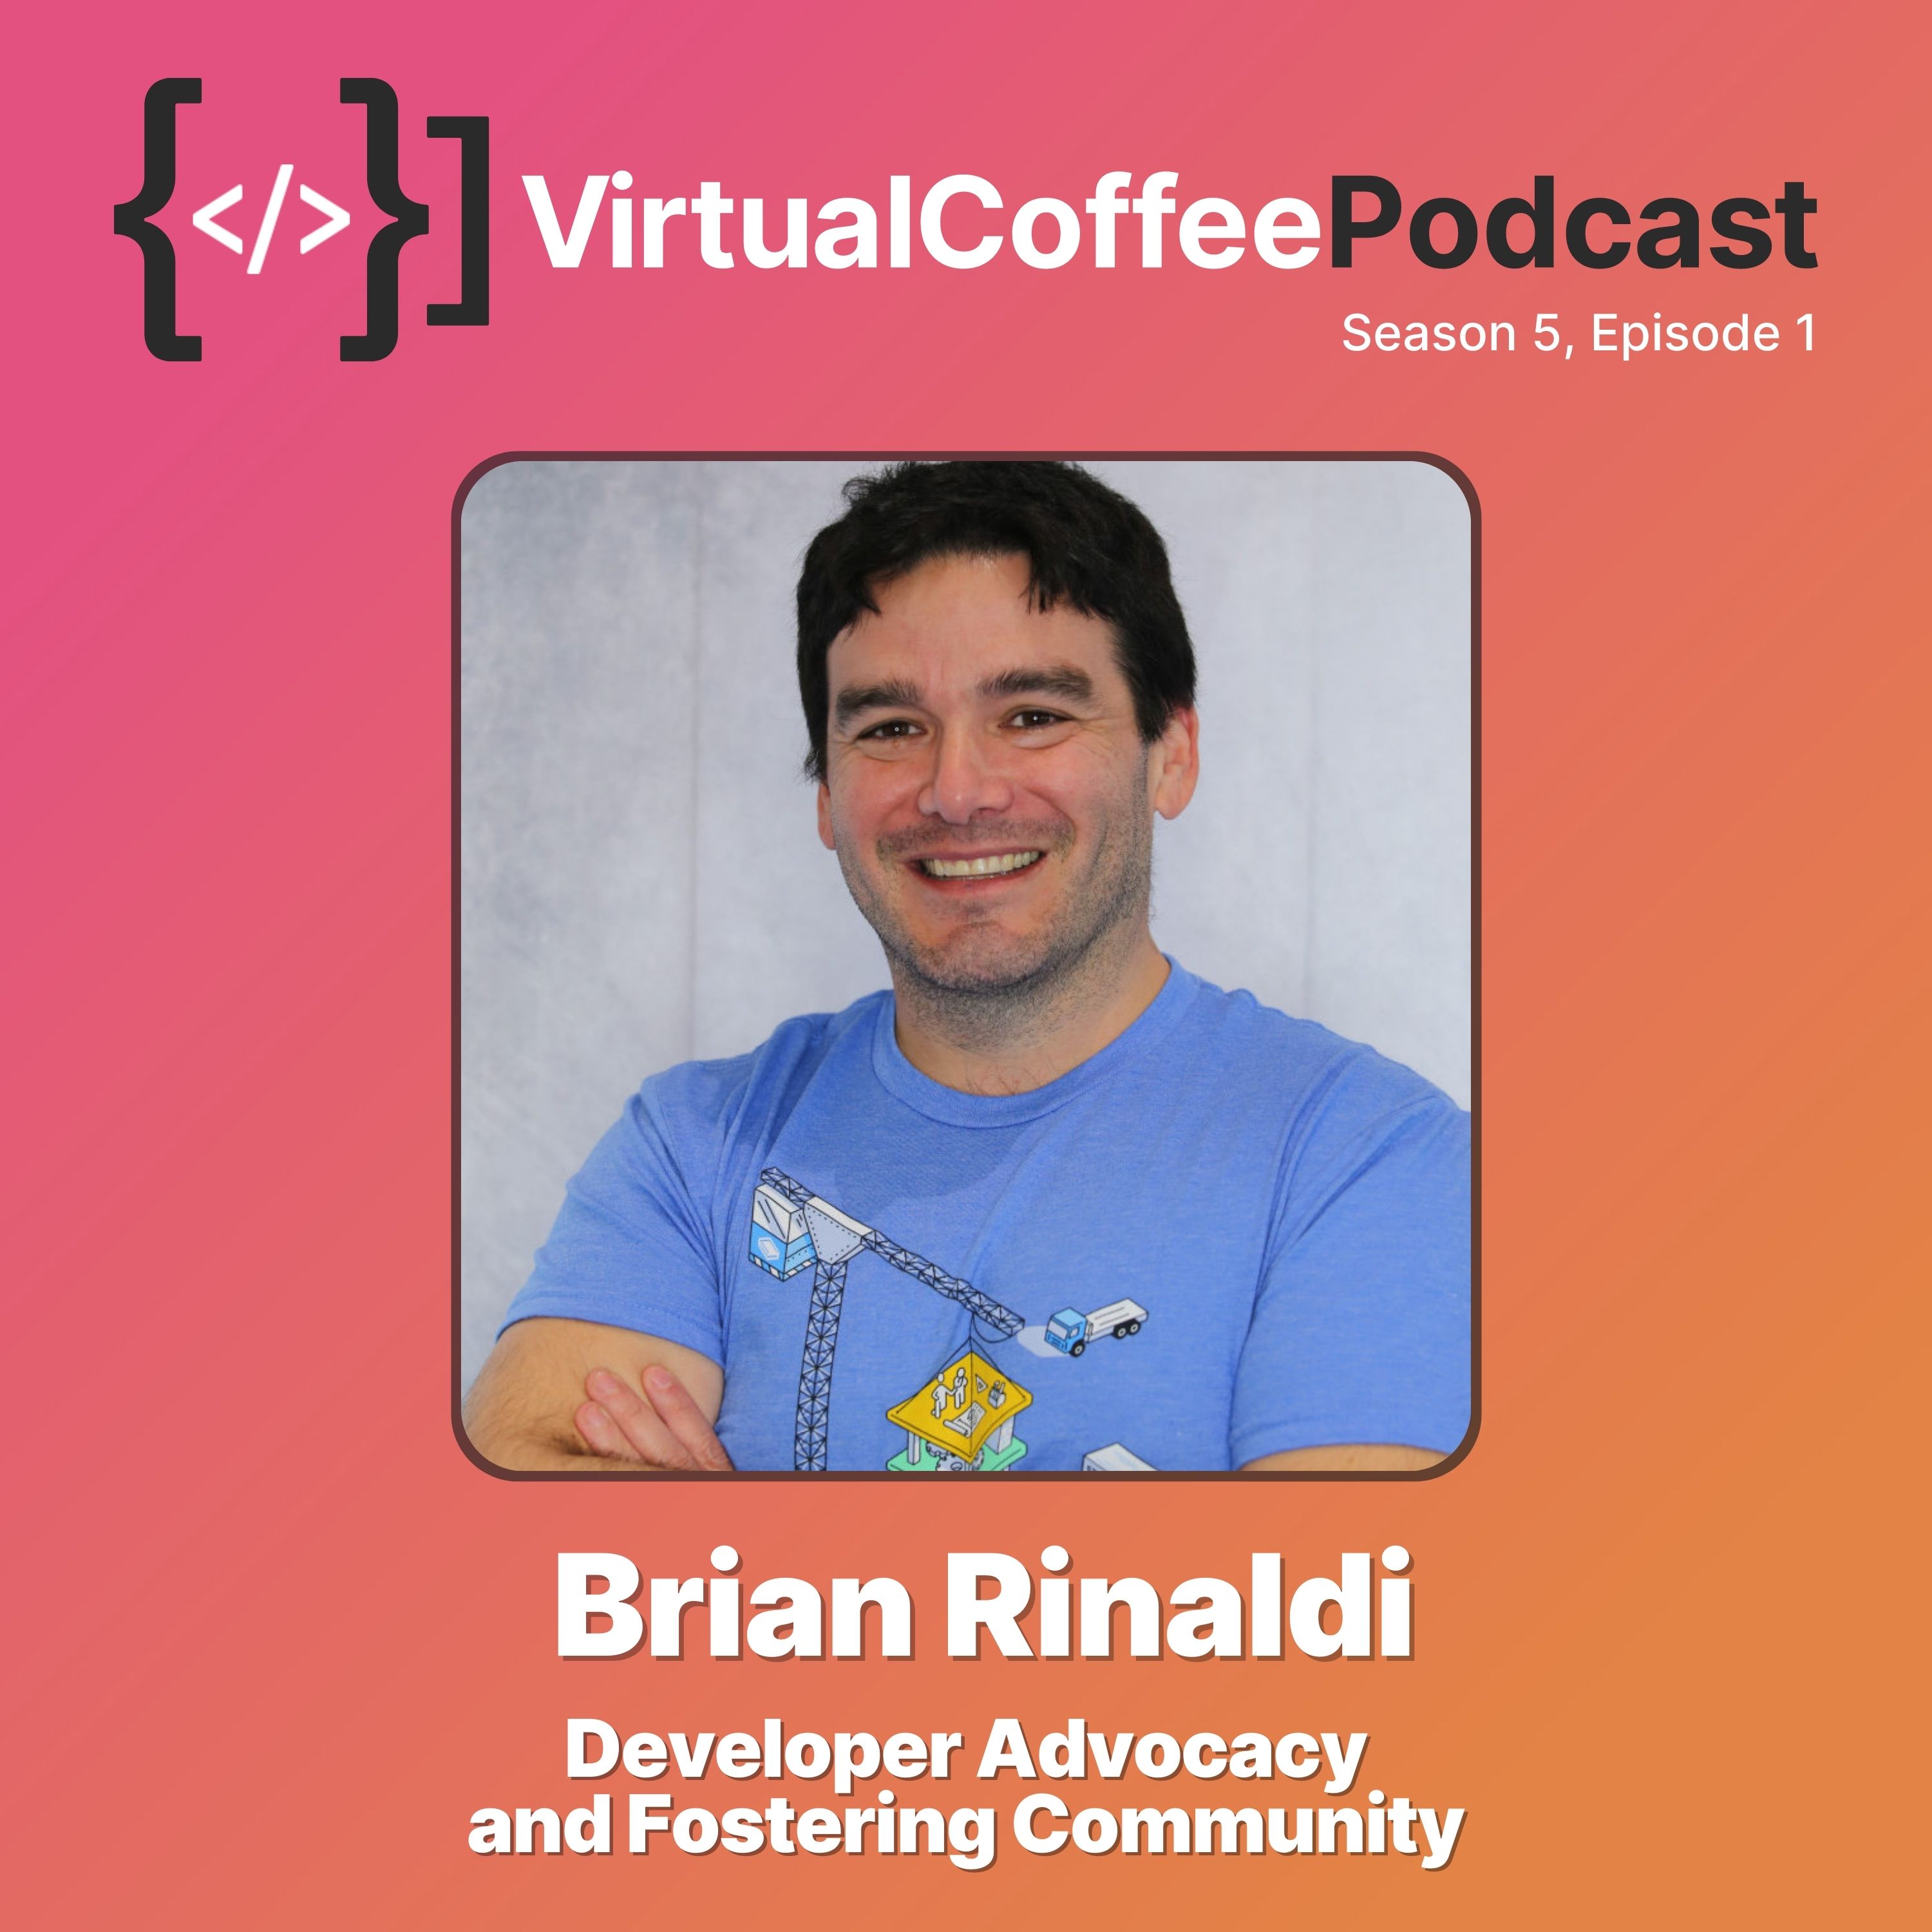 {</>}] VirtualCoffeePodcast
Season 5, Episode 1
Brian Rinaldi
Developer Advocacy
and Fostering Community